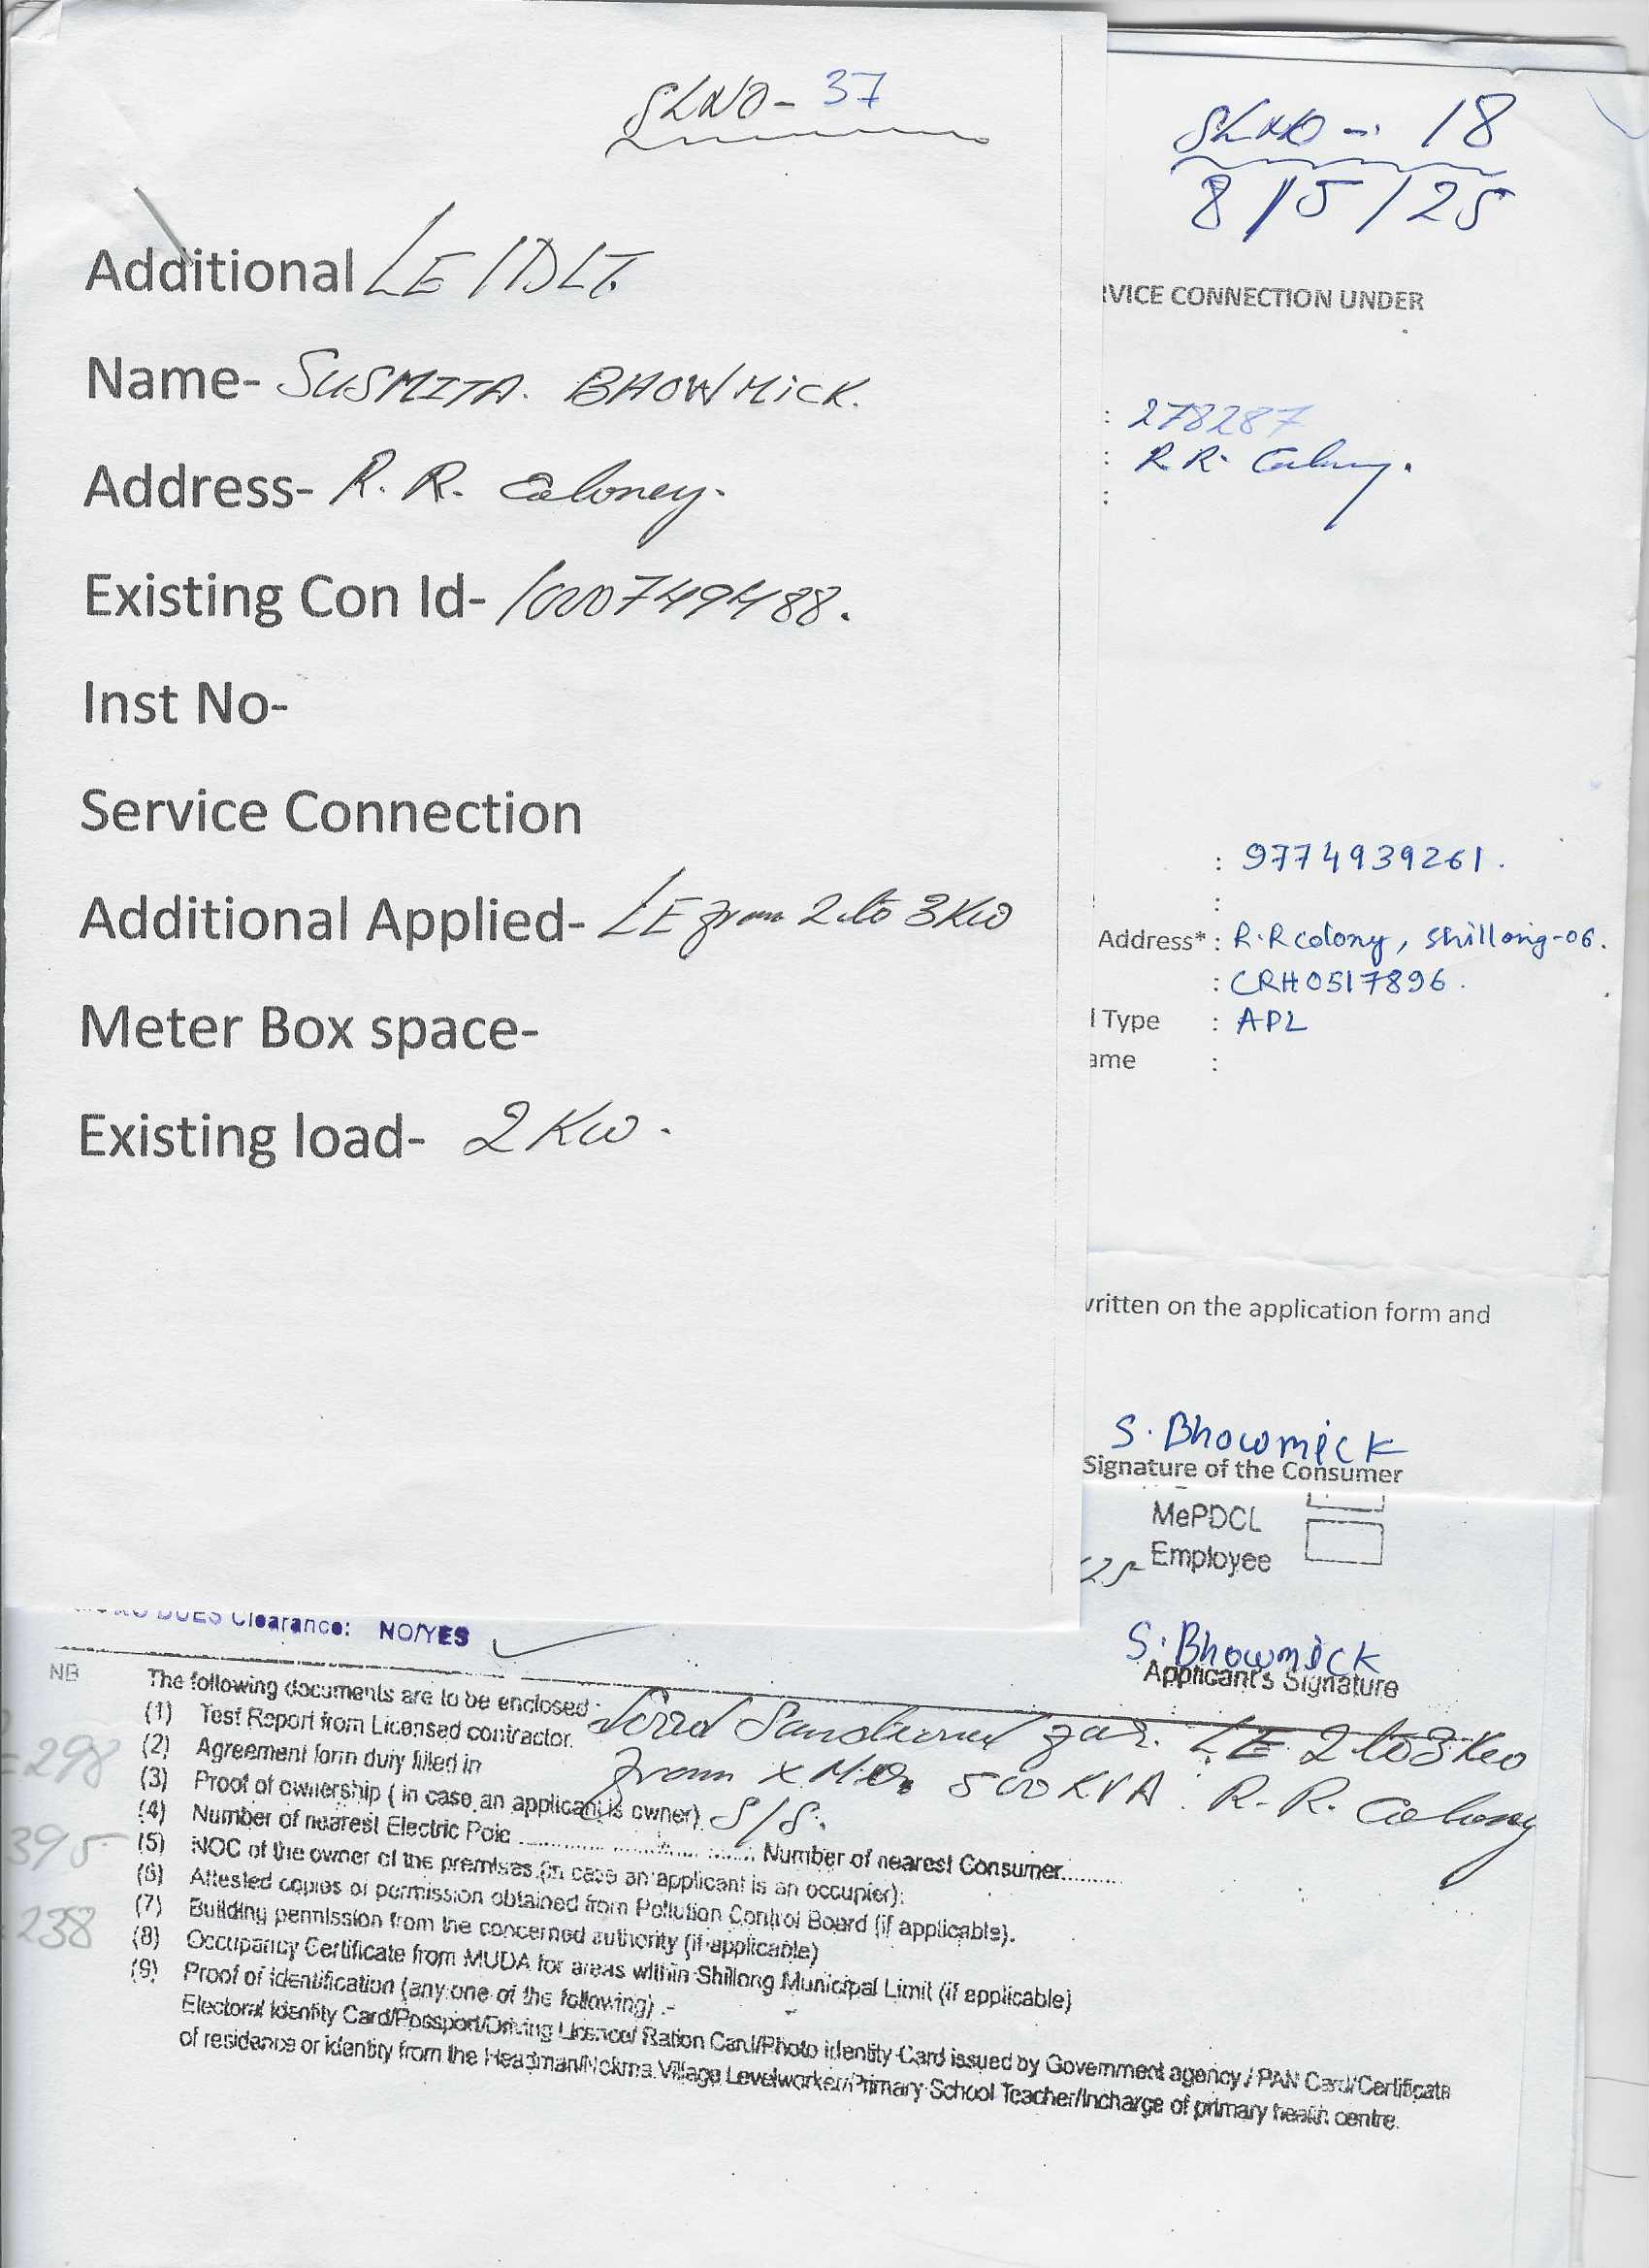 SLNO - 37
Additional LE/DLT.
Name- SUSMITA. BHOWMICK.
Address- R. R. Coloney.
Existing Con Id- 1000749488.
Inst No-
Service Connection
Additional Applied- LE from 2 to 3 KW
Meter Box space-
Existing load- 2 KW.
SLNO - 18
8/5/25
RVICE CONNECTION UNDER
: 278287
: R R. Colony.
:
: 9774939261.
:
Address* : R.R colony, Shillong-06.
: CRH0517896.
l Type : APL
ame :
written on the application form and
S. Bhowmick
Signature of the Consumer
MePDCL
Employee
25
DUES Clearance: NO/YES
S. Bhowmick
Applicant's Signature
NB The following documents are to be enclosed:
(1) Test Report from Licensed contractor.
(2) Agreement form duly filled in
(3) Proof of ownership ( in case an applicant is owner)
(4) Number of nearest Electric Pole .................... Number of nearest Consumer..........
(5) NOC of the owner of the premises (in case an applicant is an occupier):
(6) Attested copies of permission obtained from Pollution Control Board (if applicable).
(7) Building permission from the concerned authority (if applicable)
(8) Occupancy Certificate from MUDA for areas within Shillong Municipal Limit (if applicable)
(9) Proof of identification (any one of the following) :-
Electoral Identity Card/Passport/Driving Licence/ Ration Card/Photo identity Card issued by Government agency / PAN Card/Certificate
of residence or identity from the Headman/Nokma Village Levelworker/Primary School Teacher/Incharge of primary health centre.
Load Sanctioned for LE 2 to 3 KW
from 500 KVA R. R. Colony
S/S.
298
395
238